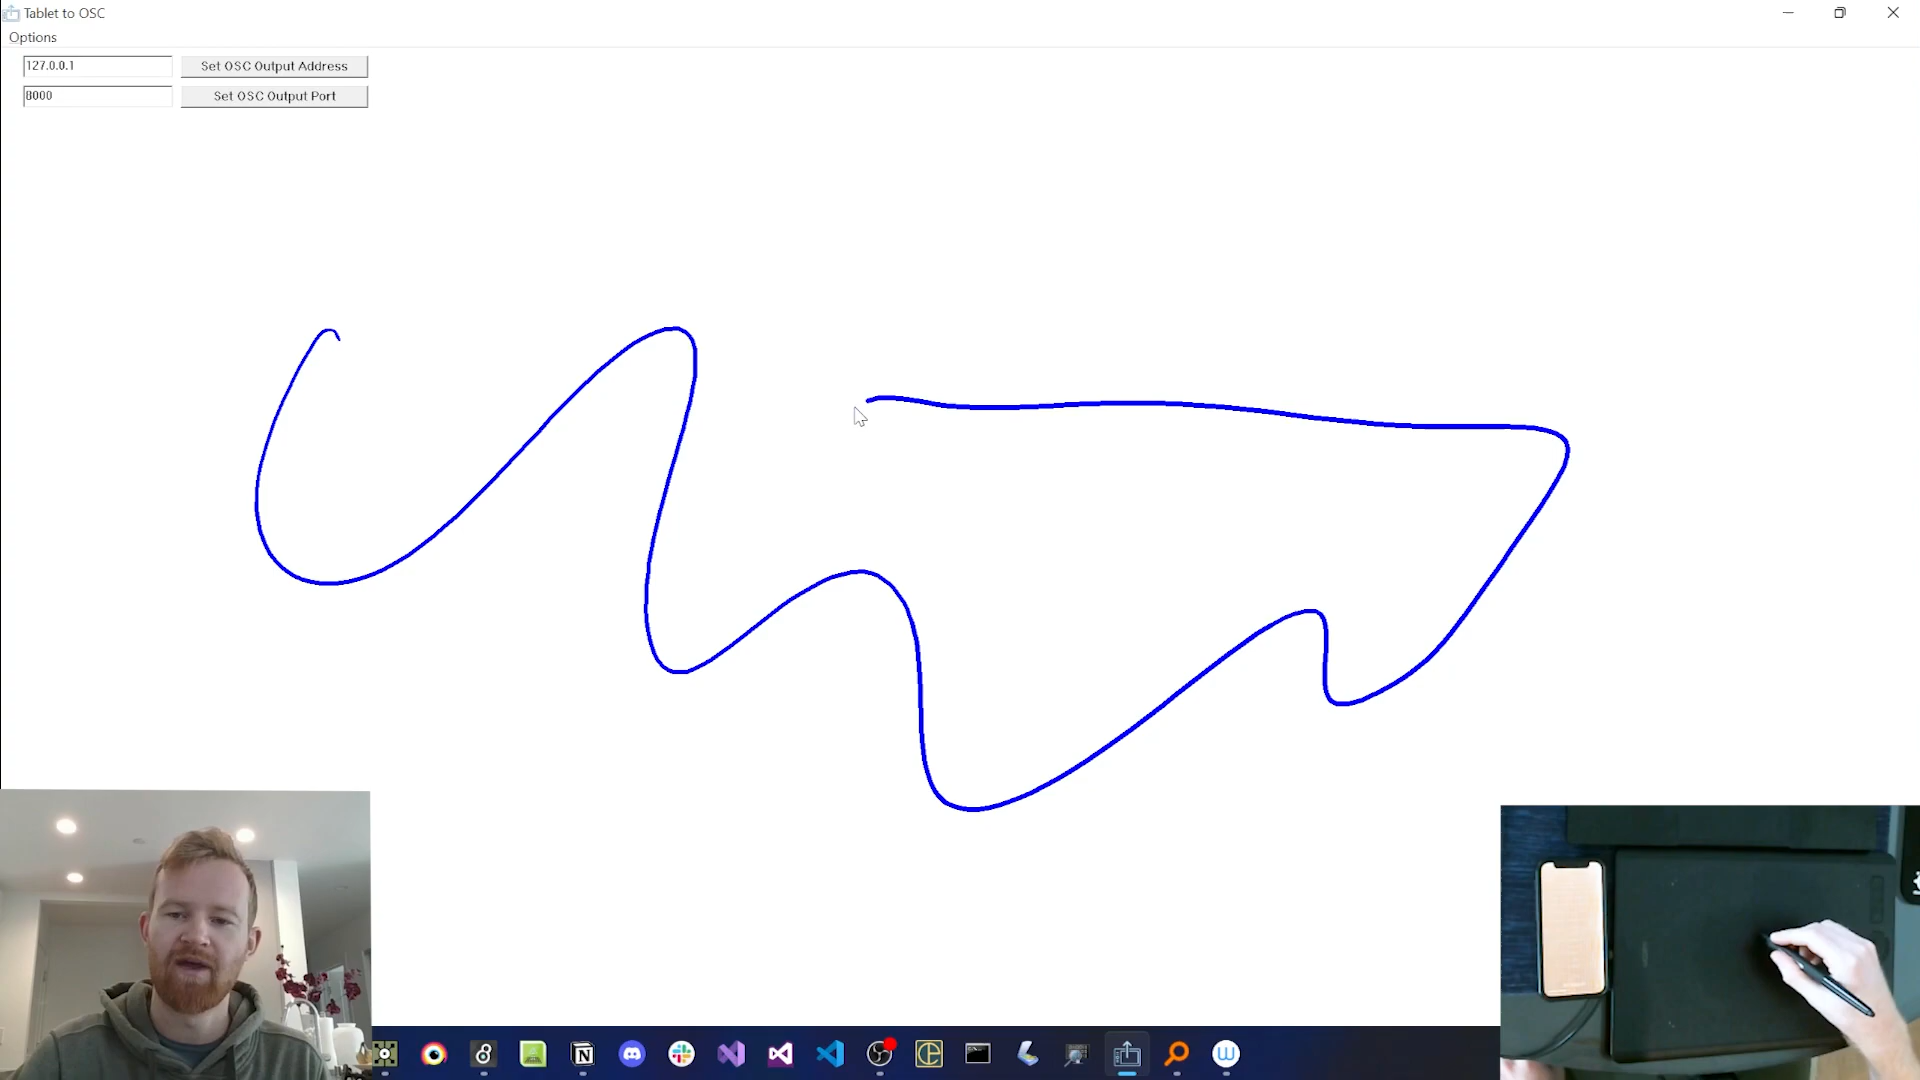 Tablet to OSC
Options
127.0.0.1
Set OSC Output Address
8000
Set OSC Output Port